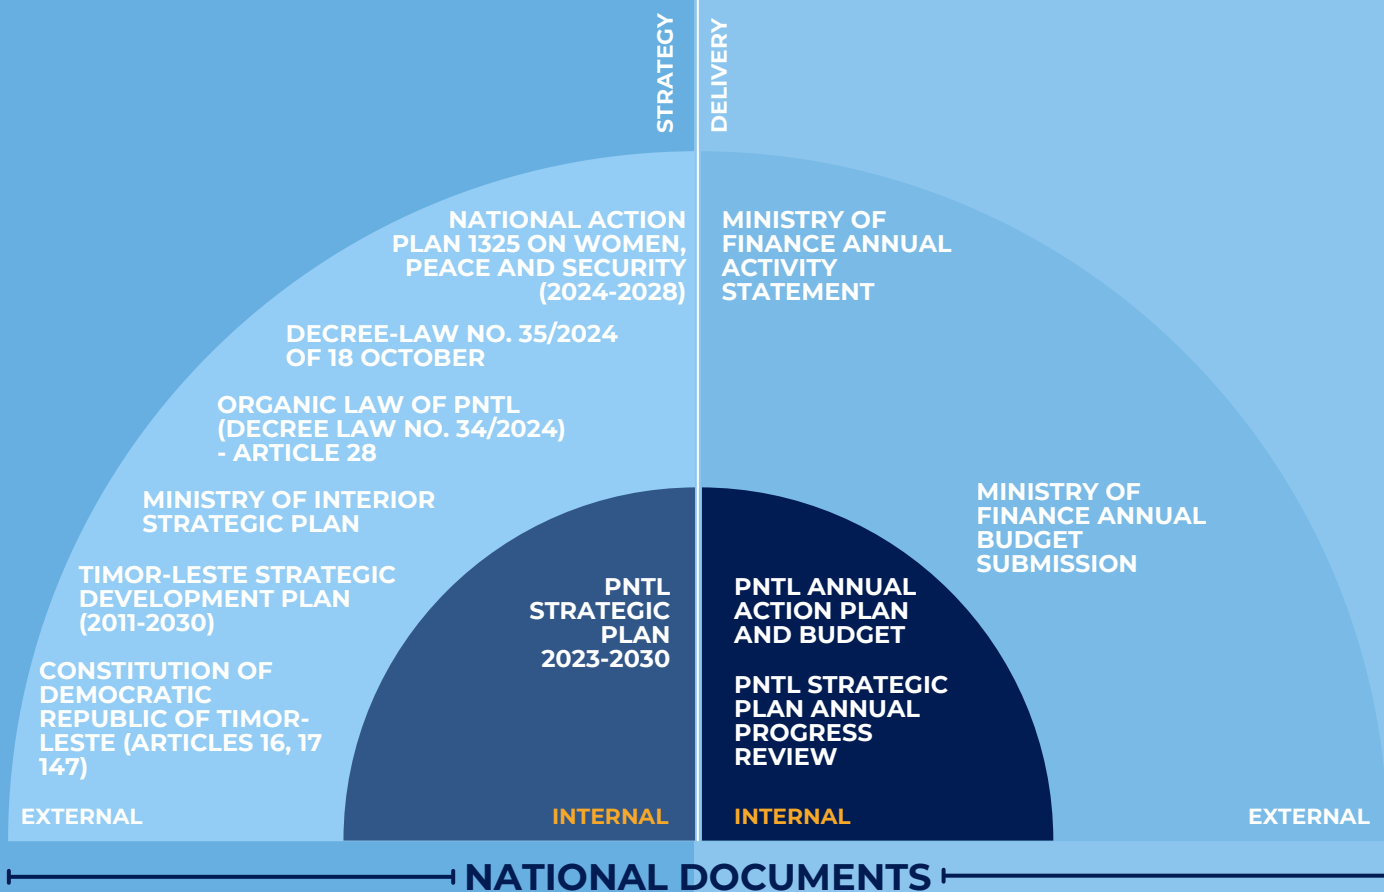 STRATEGY
DELIVERY
NATIONAL ACTION
PLAN 1325 ON WOMEN,
PEACE AND SECURITY
(2024-2028)
DECREE-LAW NO. 35/2024
OF 18 OCTOBER
ORGANIC LAW OF PNTL
(DECREE LAW NO. 34/2024)
- ARTICLE 28
MINISTRY OF INTERIOR
STRATEGIC PLAN
TIMOR-LESTE STRATEGIC
DEVELOPMENT PLAN
(2011-2030)
CONSTITUTION OF
DEMOCRATIC
REPUBLIC OF TIMOR-
LESTE (ARTICLES 16, 17
147)
EXTERNAL
PNTL
STRATEGIC
PLAN
2023-2030
INTERNAL
MINISTRY OF
FINANCE ANNUAL
ACTIVITY
STATEMENT
MINISTRY OF
FINANCE ANNUAL
BUDGET
SUBMISSION
PNTL ANNUAL
ACTION PLAN
AND BUDGET
PNTL STRATEGIC
PLAN ANNUAL
PROGRESS
REVIEW
INTERNAL
EXTERNAL
NATIONAL DOCUMENTS